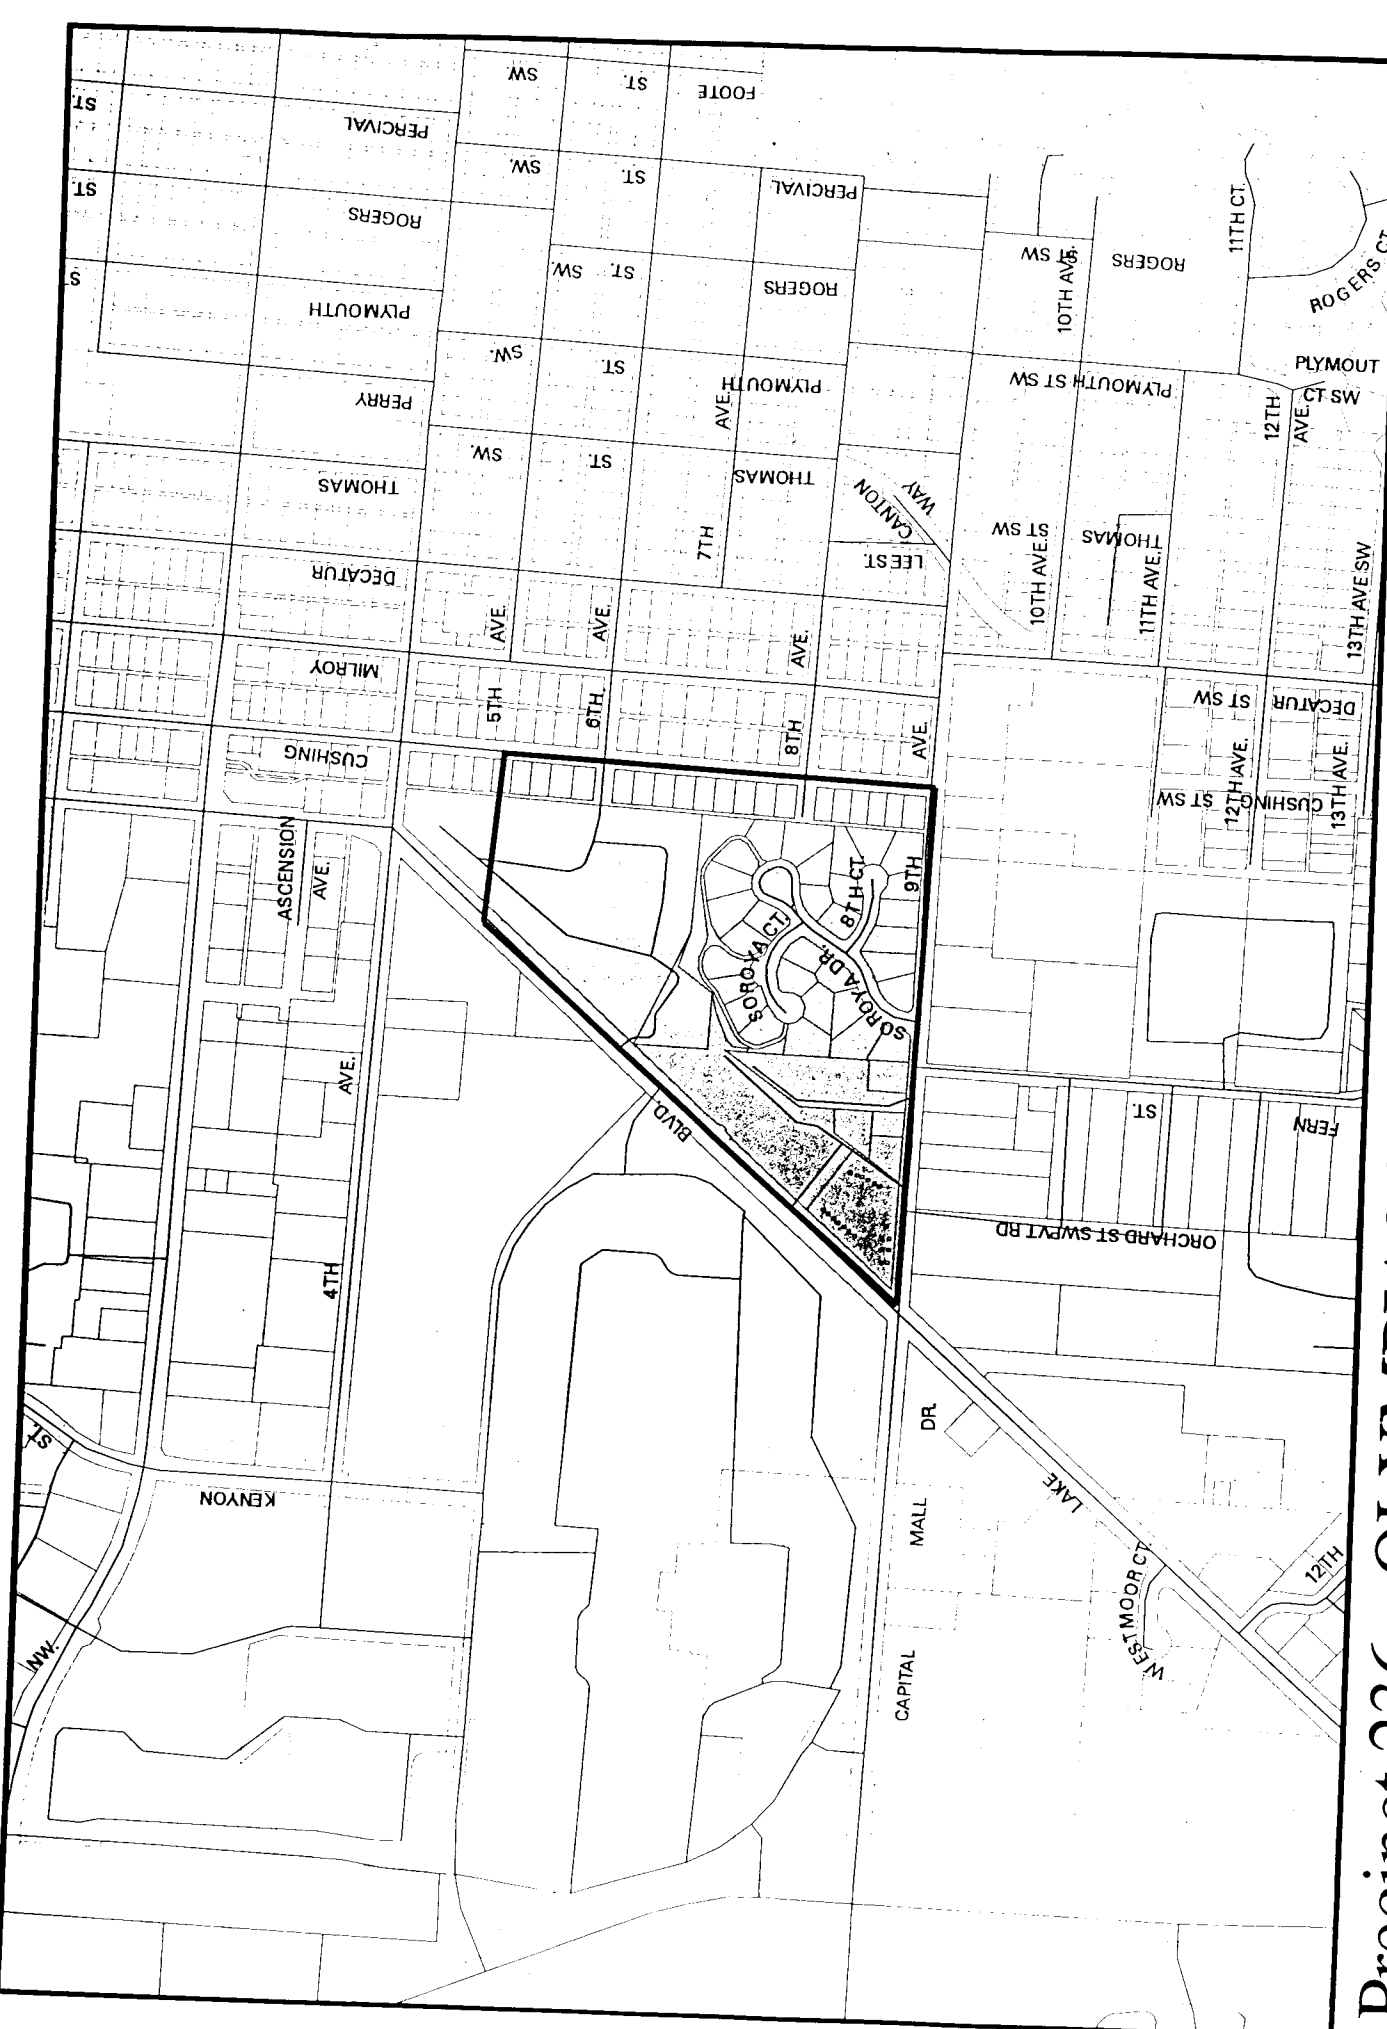 FOOTE
ST.
SW.
PERCIVAL
ST.
PERCIVAL
ST.
SW.
ROGERS
ST.
ROGERS
ST.
SW.
PLYMOUTH
ROGERS
ST SW
10TH AVE.
11TH CT.
ROGERS CT.
PLYMOUTH
ST.
SW.
PERRY
AVE.
PLYMOUTH ST SW
PLYMOUT
CT SW
12TH
AVE.
THOMAS
ST.
SW.
THOMAS
7TH
CANTON
WAY
LEE ST.
THOMAS
ST SW
10TH AVE.
11TH AVE.
13TH AVE.SW
DECATUR
AVE.
AVE.
AVE.
MILROY
5TH
6TH.
8TH
AVE.
DECATUR
ST SW
CUSHING
12TH AVE.
13TH AVE.
CUSHING
ST SW
ASCENSION
AVE.
9TH
8TH CT.
SOROYA CT.
SOROYA DR.
AVE.
BLVD.
ST.
FERN
ORCHARD ST SW PVT RD
4TH
ST.
KENYON
DR.
MALL
CAPITAL
LAKE
WESTMOOR CT.
12TH
NW.
Precinct